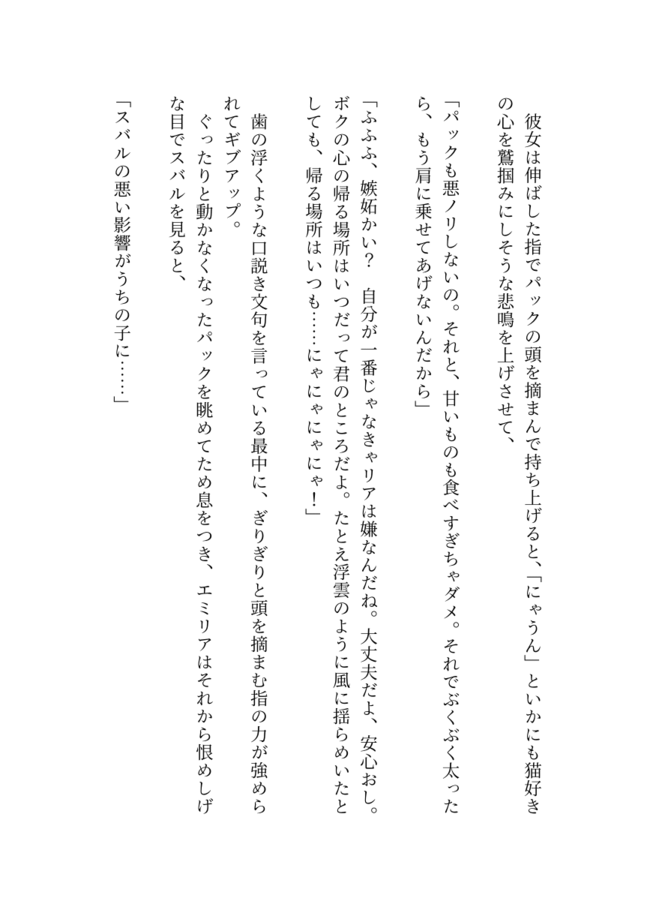 彼女は伸ばした指でパックの頭を摘まんで持ち上げると、「にゃうん」といかにも猫好き
の心を鷲掴みにしそうな悲鳴を上げさせて、
「パックも悪ノリしないの。それと、甘いものも食べすぎちゃダメ。それでぶくぶく太った
ら、もう肩に乗せてあげないんだから」
「ふふふ、嫉妬かい？　自分が一番じゃなきゃリアは嫌なんだね。大丈夫だよ、安心おし。
ボクの心の帰る場所はいつだって君のところだよ。たとえ浮雲のように風に揺らめいたと
しても、帰る場所はいつも……にゃにゃにゃにゃ！」
歯の浮くような口説き文句を言っている最中に、ぎりぎりと頭を摘まむ指の力が強めら
れてギブアップ。
ぐったりと動かなくなったパックを眺めてため息をつき、エミリアはそれから恨めしげ
な目でスバルを見ると、
「スバルの悪い影響がうちの子に……」